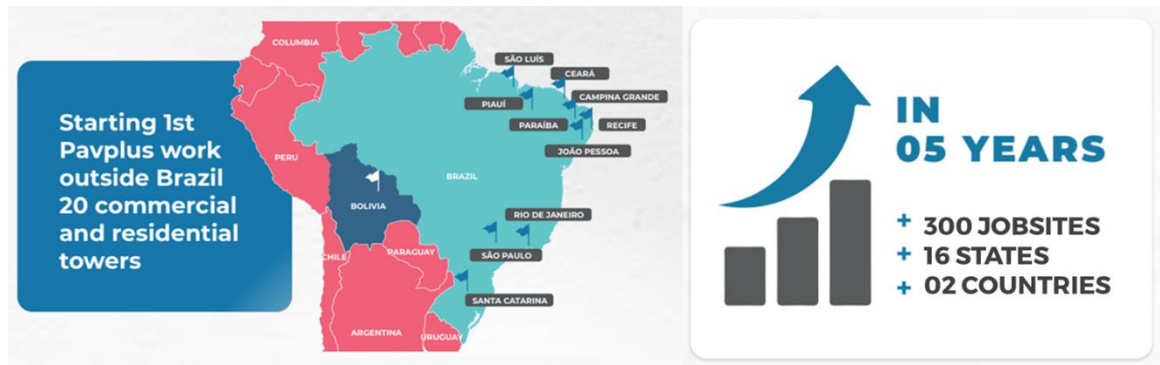 Starting 1st
Pavplus work
outside Brazil
20 commercial
and residential
towers
COLUMBIA
PERU
BOLIVIA
BRAZIL
CHILE
PARAGUAY
ARGENTINA
URUGUAY
SÃO LUÍS
CEARÁ
PIAUÍ
CAMPINA GRANDE
PARAÍBA
RECIFE
JOÃO PESSOA
RIO DE JANEIRO
SÃO PAULO
SANTA CATARINA
IN
05 YEARS
+ 300 JOBSITES
+ 16 STATES
+ 02 COUNTRIES